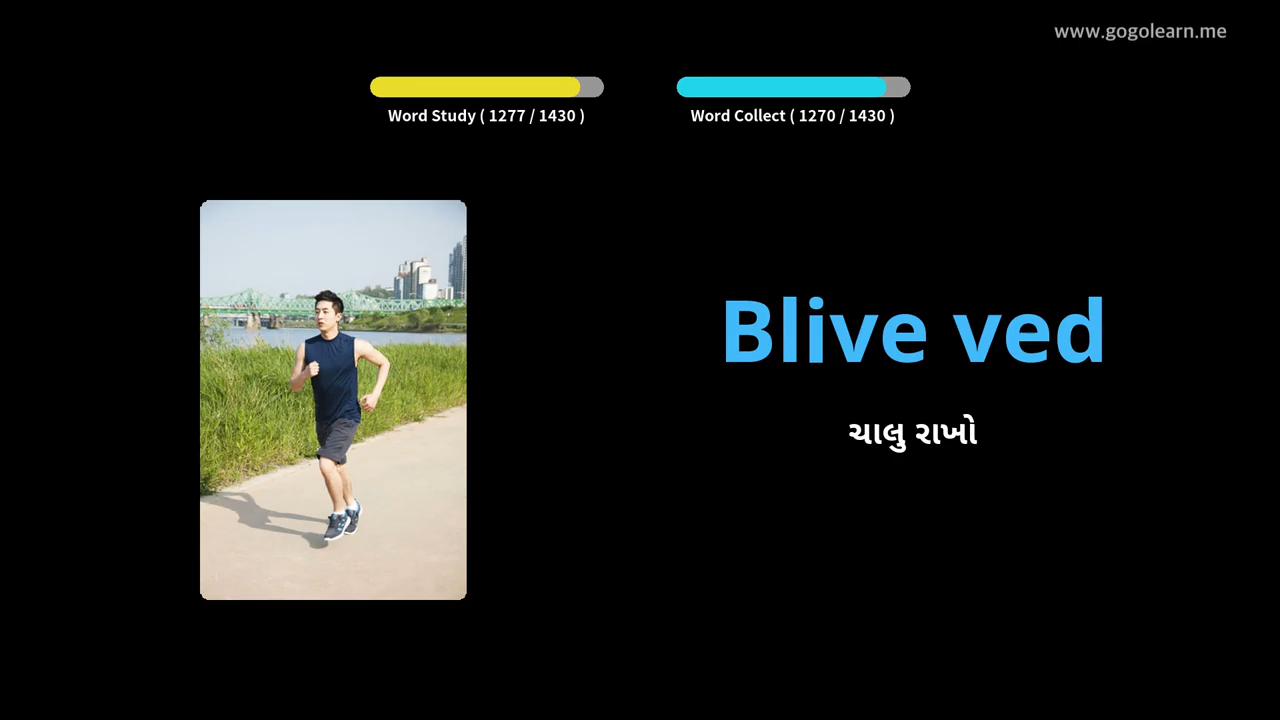 www.gogolearn.me
Word Study ( 1277 / 1430 )
Word Collect ( 1270 / 1430 )
Blive ved
ચાલુ રાખો